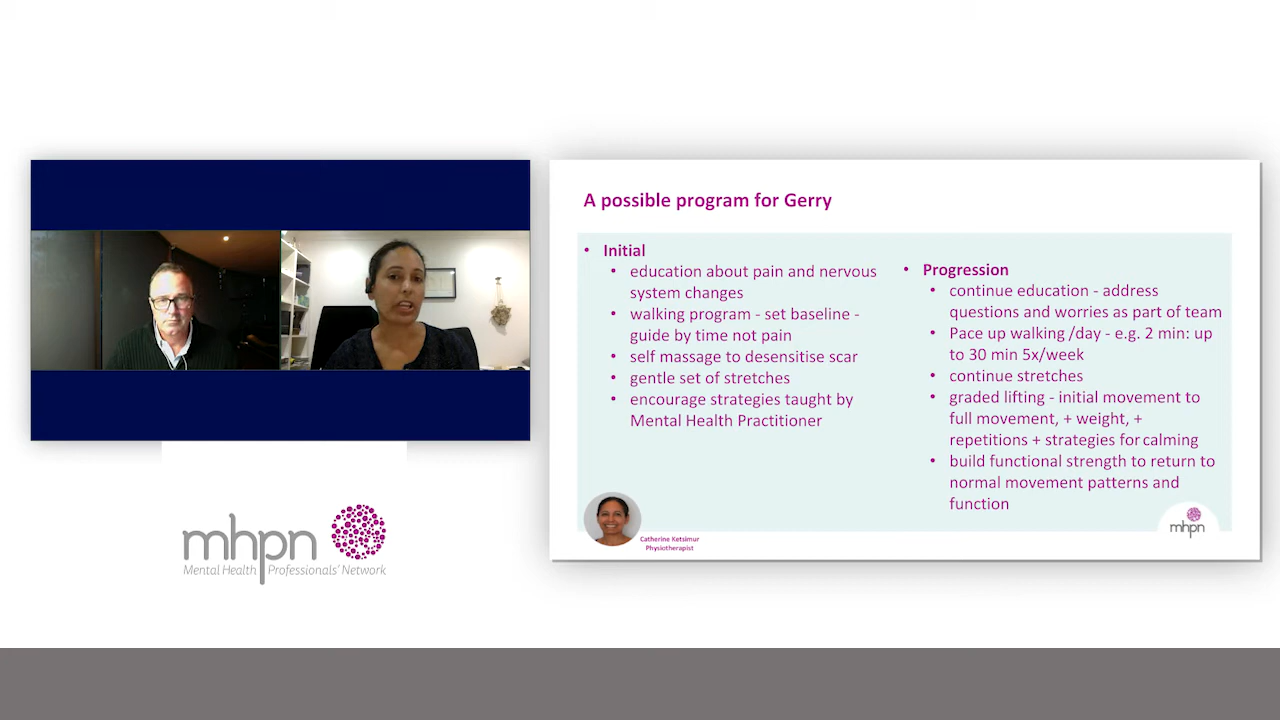 A possible program for Gerry
• Initial
• education about pain and nervous
system changes
• walking program - set baseline -
guide by time not pain
• self massage to desensitise scar
• gentle set of stretches
• encourage strategies taught by
Mental Health Practitioner
• Progression
• continue education - address
questions and worries as part of team
• Pace up walking /day - e.g. 2 min: up
to 30 min 5x/week
• continue stretches
• graded lifting - initial movement to
full movement, + weight, +
repetitions + strategies for calming
• build functional strength to return to
normal movement patterns and
function
Catherine Ketsimur
Physiotherapist
mhpn
mhpn
Mental Health Professionals' Network